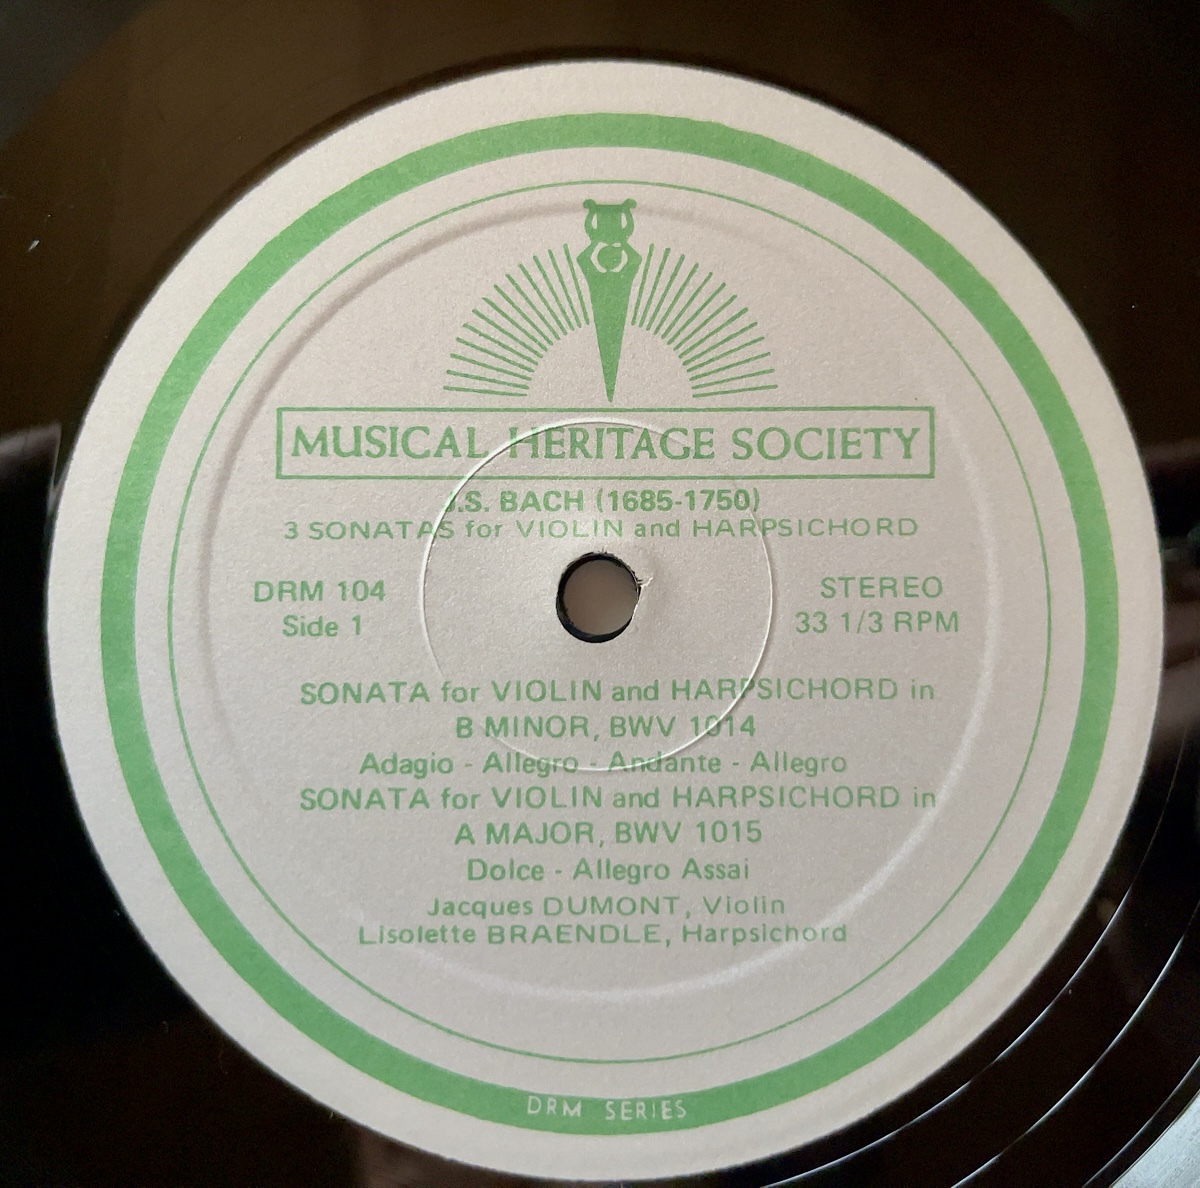 MUSICAL HERITAGE SOCIETY
J.S. BACH (1685-1750)
3 SONATAS for VIOLIN and HARPSICHORD
DRM 104
Side 1
STEREO
33 1/3 RPM
SONATA for VIOLIN and HARPSICHORD in
B MINOR, BWV 1014
Adagio - Allegro - Andante - Allegro
SONATA for VIOLIN and HARPSICHORD in
A MAJOR, BWV 1015
Dolce - Allegro Assai
Jacques DUMONT, Violin
Lisolette BRAENDLE, Harpsichord
DRM SERIES